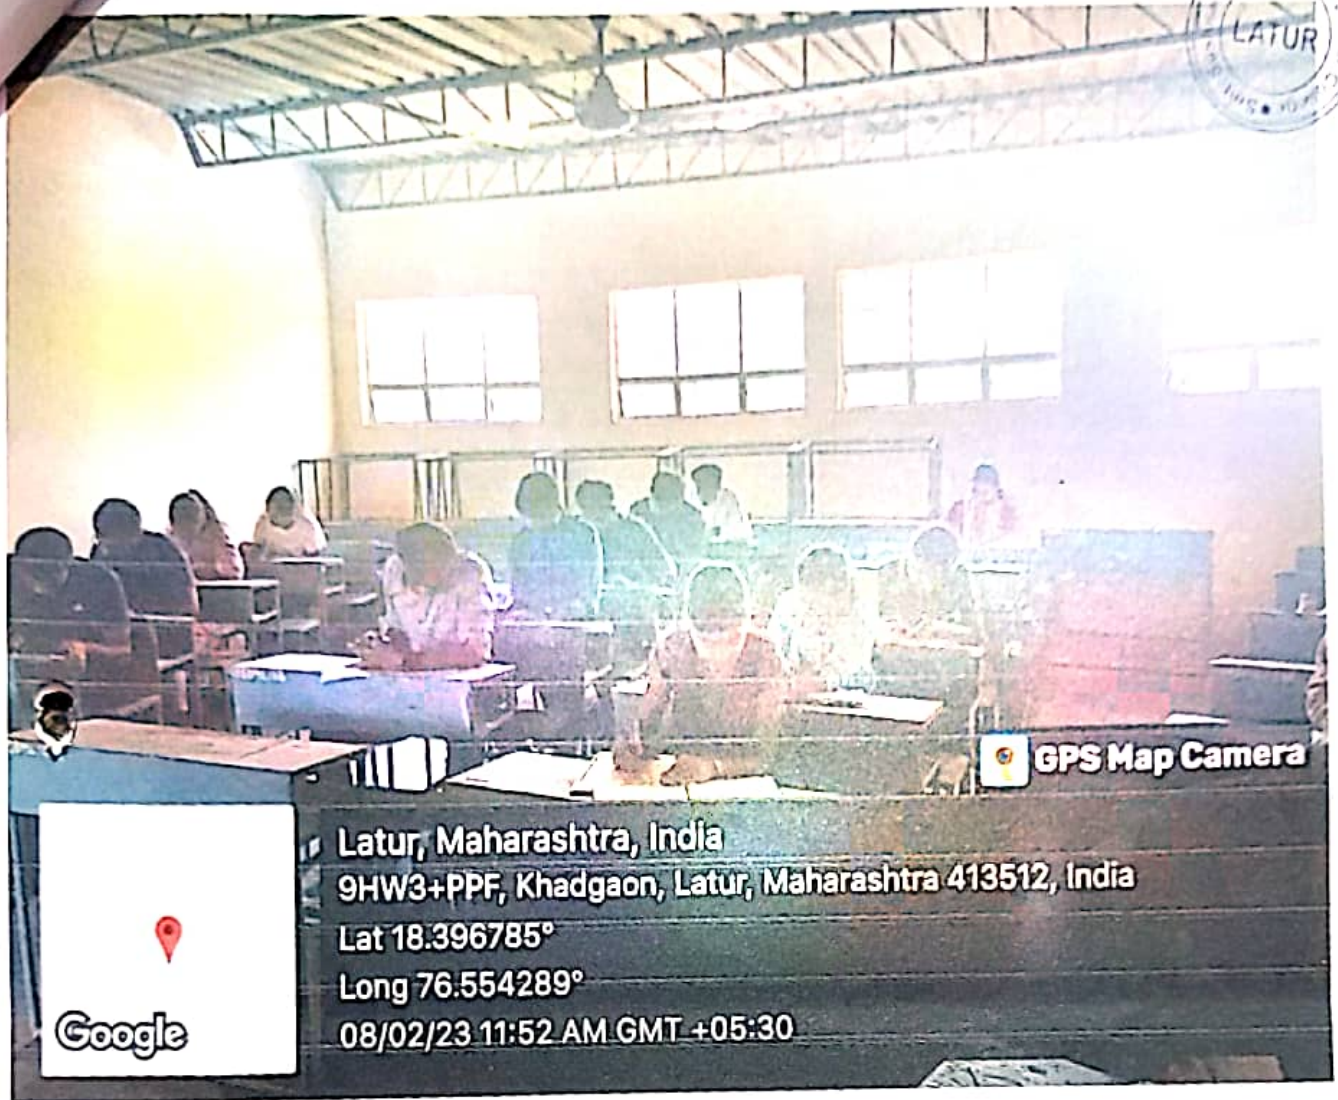 LATUR
GPS Map Camera
Latur, Maharashtra, India
9HW3+PPF, Khadgaon, Latur, Maharashtra 413512, India
Lat 18.396785°
Long 76.554289°
08/02/23 11:52 AM GMT +05:30
Google